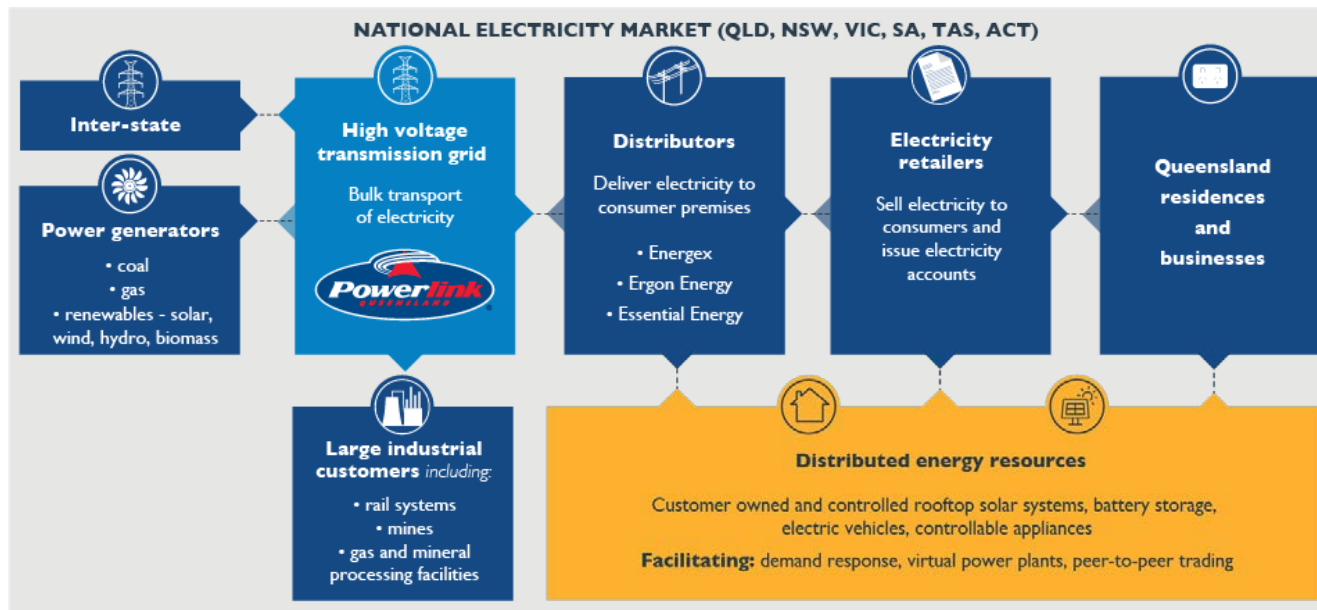 NATIONAL ELECTRICITY MARKET (QLD, NSW, VIC, SA, TAS, ACT)
Inter-state
Power generators
• coal
• gas
• renewables - solar,
wind, hydro, biomass
High voltage
transmission grid
Bulk transport
of electricity
Powerlink
QUEENSLAND
Large industrial
customers including:
• rail systems
• mines
• gas and mineral
processing facilities
Distributors
Deliver electricity to
consumer premises
• Energex
• Ergon Energy
• Essential Energy
Electricity
retailers
Sell electricity to
consumers and
issue electricity
accounts
Queensland
residences
and
businesses
Distributed energy resources
Customer owned and controlled rooftop solar systems, battery storage,
electric vehicles, controllable appliances
Facilitating: demand response, virtual power plants, peer-to-peer trading